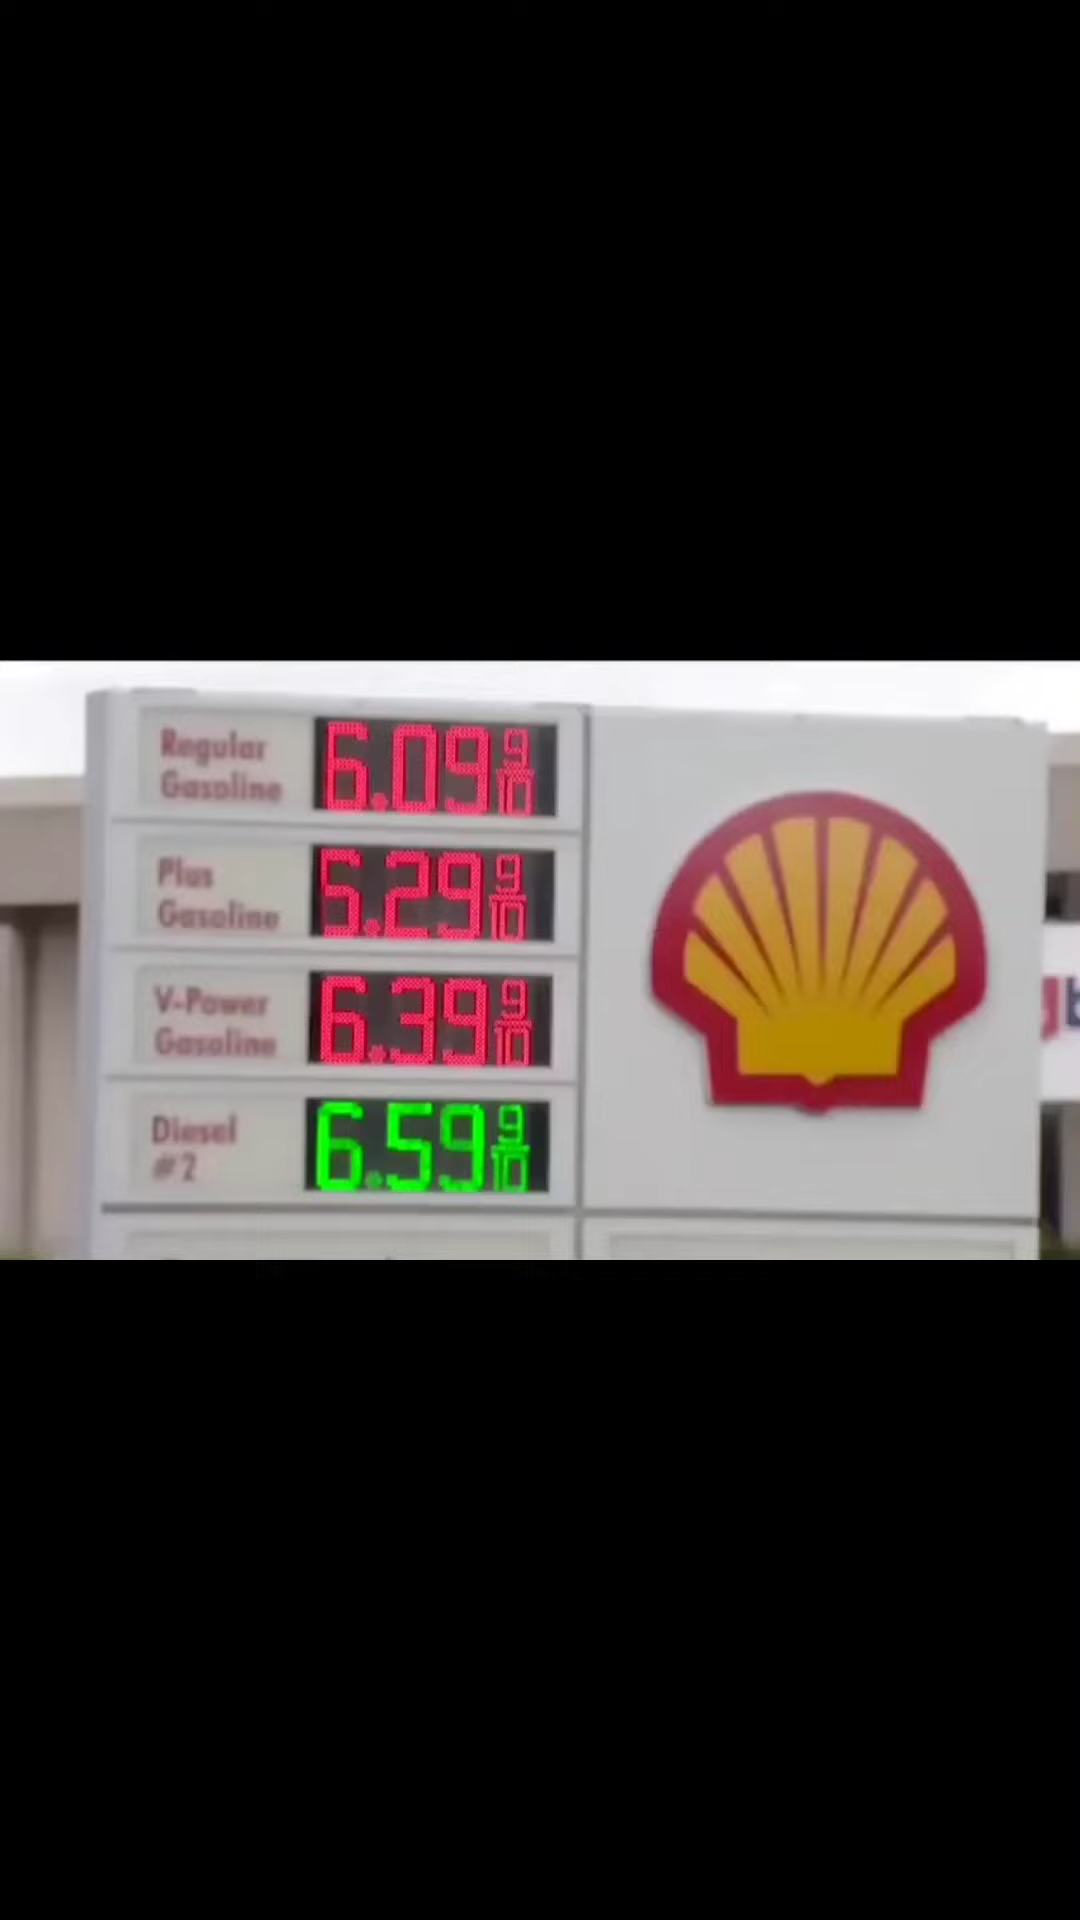 Regular
Gasoline
6.09 9/10
Plus
Gasoline
5.29 9/10
V-Power
Gasoline
6.39 9/10
Diesel
#2
6.59 9/10